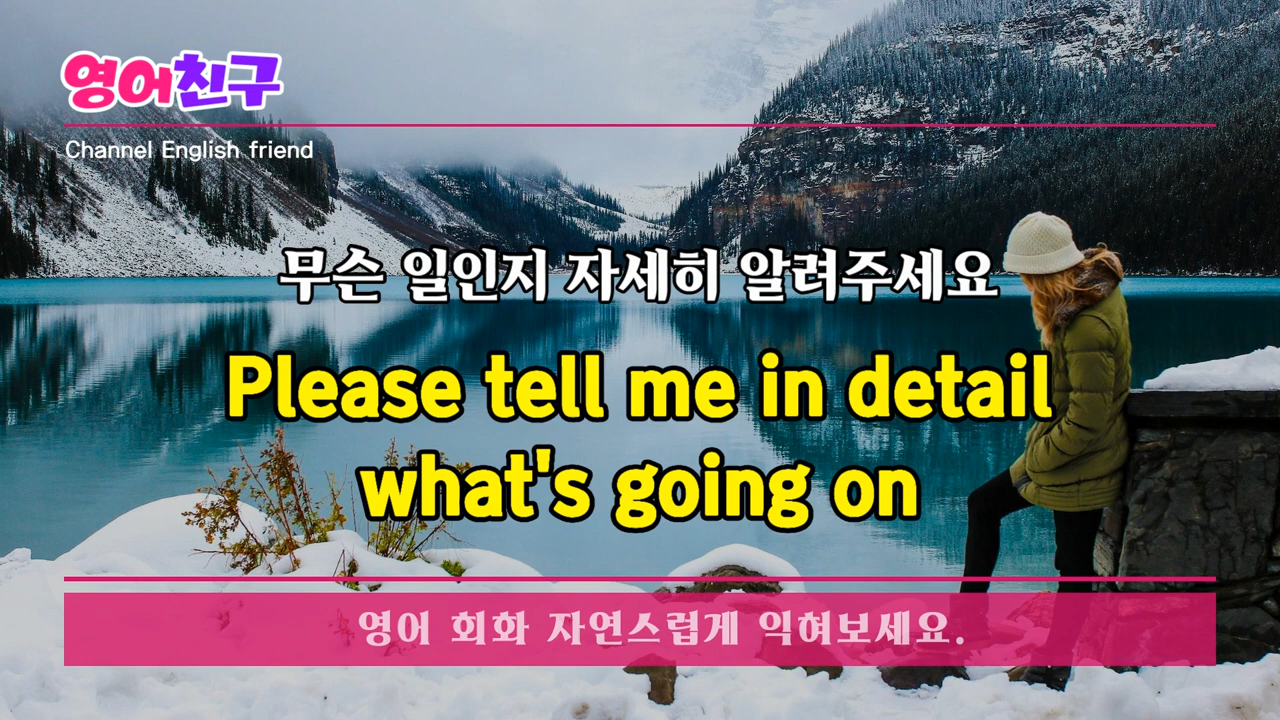 영어친구
Channel English friend
무슨 일인지 자세히 알려주세요
Please tell me in detail
what's going on
영어 회화 자연스럽게 익혀보세요.